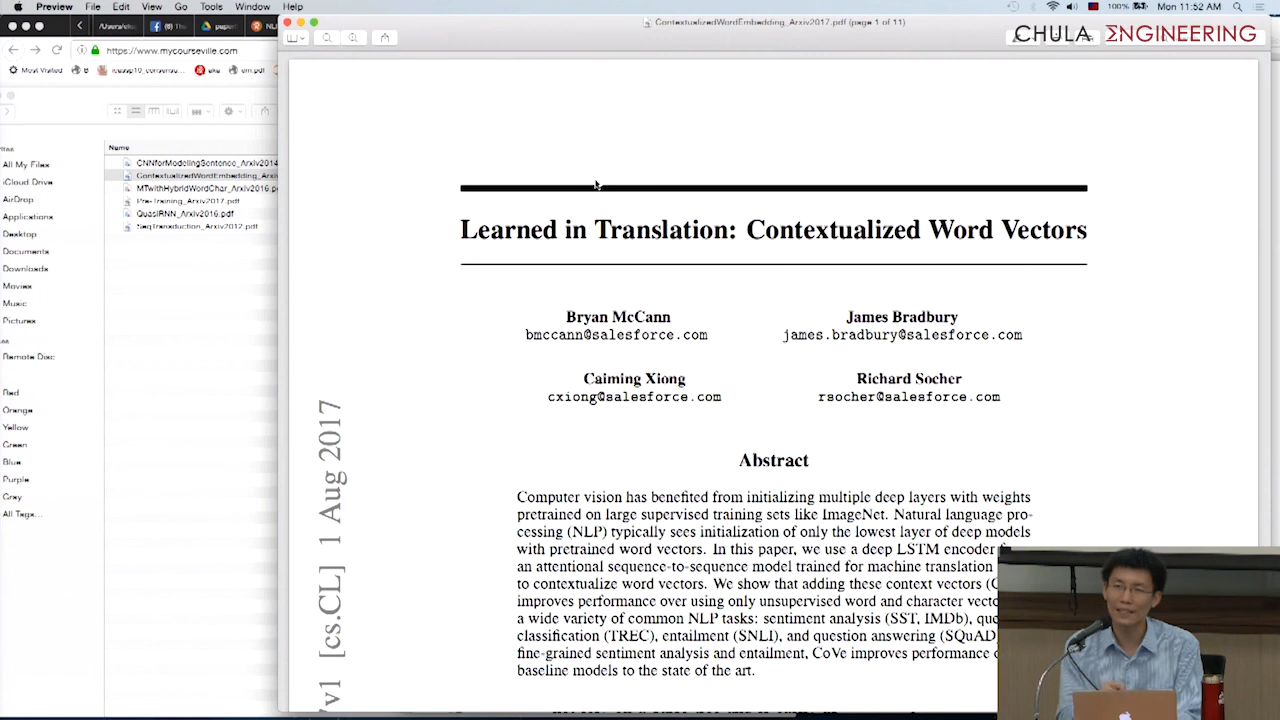 Preview File Edit View Go Tools Window Help
100%
Mon 11:52 AM
ContextualizedWordEmbedding_Arxiv2017.pdf (page 1 of 11)
CHULA ΣNGINEERING
https://www.mycourseville.com
Most Visited
icassp10_consensu...
aka
em.pdf
Name
All My Files
iCloud Drive
AirDrop
Applications
Desktop
Documents
Downloads
Movies
Music
Pictures
Remote Disc
Red
Orange
Yellow
Green
Blue
Purple
Gray
All Tags...
CNNforModelingSentence_Arxiv2014
ContextualizedWordEmbedding_Arxiv
MTwithHybridWordChar_Arxiv2016.p
Pre-Training_Arxiv2017.pdf
QuasiRNN_Arxiv2016.pdf
SeqTransduction_Arxiv2012.pdf
Learned in Translation: Contextualized Word Vectors
Bryan McCann
bmccann@salesforce.com
James Bradbury
james.bradbury@salesforce.com
Caiming Xiong
cxiong@salesforce.com
Richard Socher
rsocher@salesforce.com
7v1 [cs.CL] 1 Aug 2017
Abstract
Computer vision has benefited from initializing multiple deep layers with weights
pretrained on large supervised training sets like ImageNet. Natural language pro-
cessing (NLP) typically sees initialization of only the lowest layer of deep models
with pretrained word vectors. In this paper, we use a deep LSTM encoder
an attentional sequence-to-sequence model trained for machine translation
to contextualize word vectors. We show that adding these context vectors (
improves performance over using only unsupervised word and character vect
a wide variety of common NLP tasks: sentiment analysis (SST, IMDb), que
classification (TREC), entailment (SNLI), and question answering (SQuAD)
fine-grained sentiment analysis and entailment, CoVe improves performance
baseline models to the state of the art.